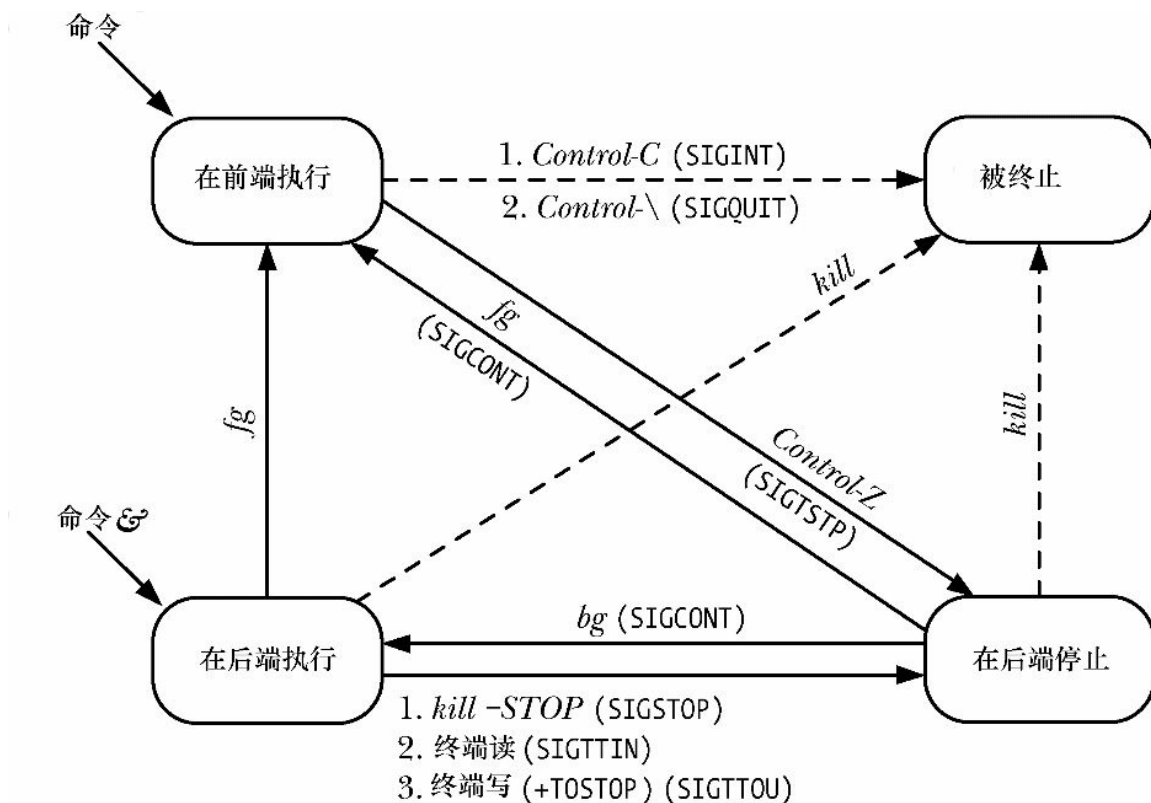 命令
在前端执行
1. Control-C (SIGINT)
2. Control-\ (SIGQUIT)
被终止
kill
fg
(SIGCONT)
fg
kill
Control-Z
(SIGTSTP)
命令 &
在后端执行
bg (SIGCONT)
在后端停止
1. kill -STOP (SIGSTOP)
2. 终端读 (SIGTTIN)
3. 终端写 (+TOSTOP) (SIGTTOU)